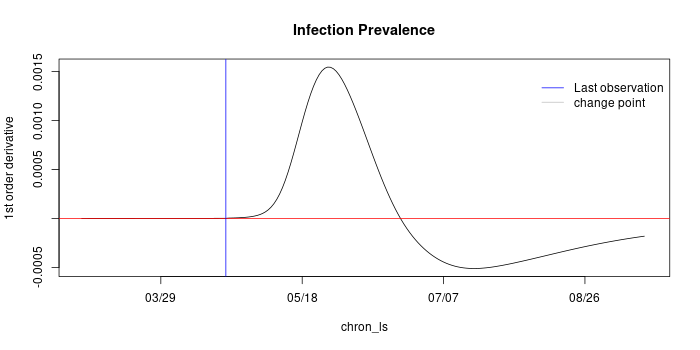 Infection Prevalence
1st order derivative
0.0015
0.0010
0.0005
-0.0005
Last observation
change point
03/29
05/18
07/07
08/26
chron_ls